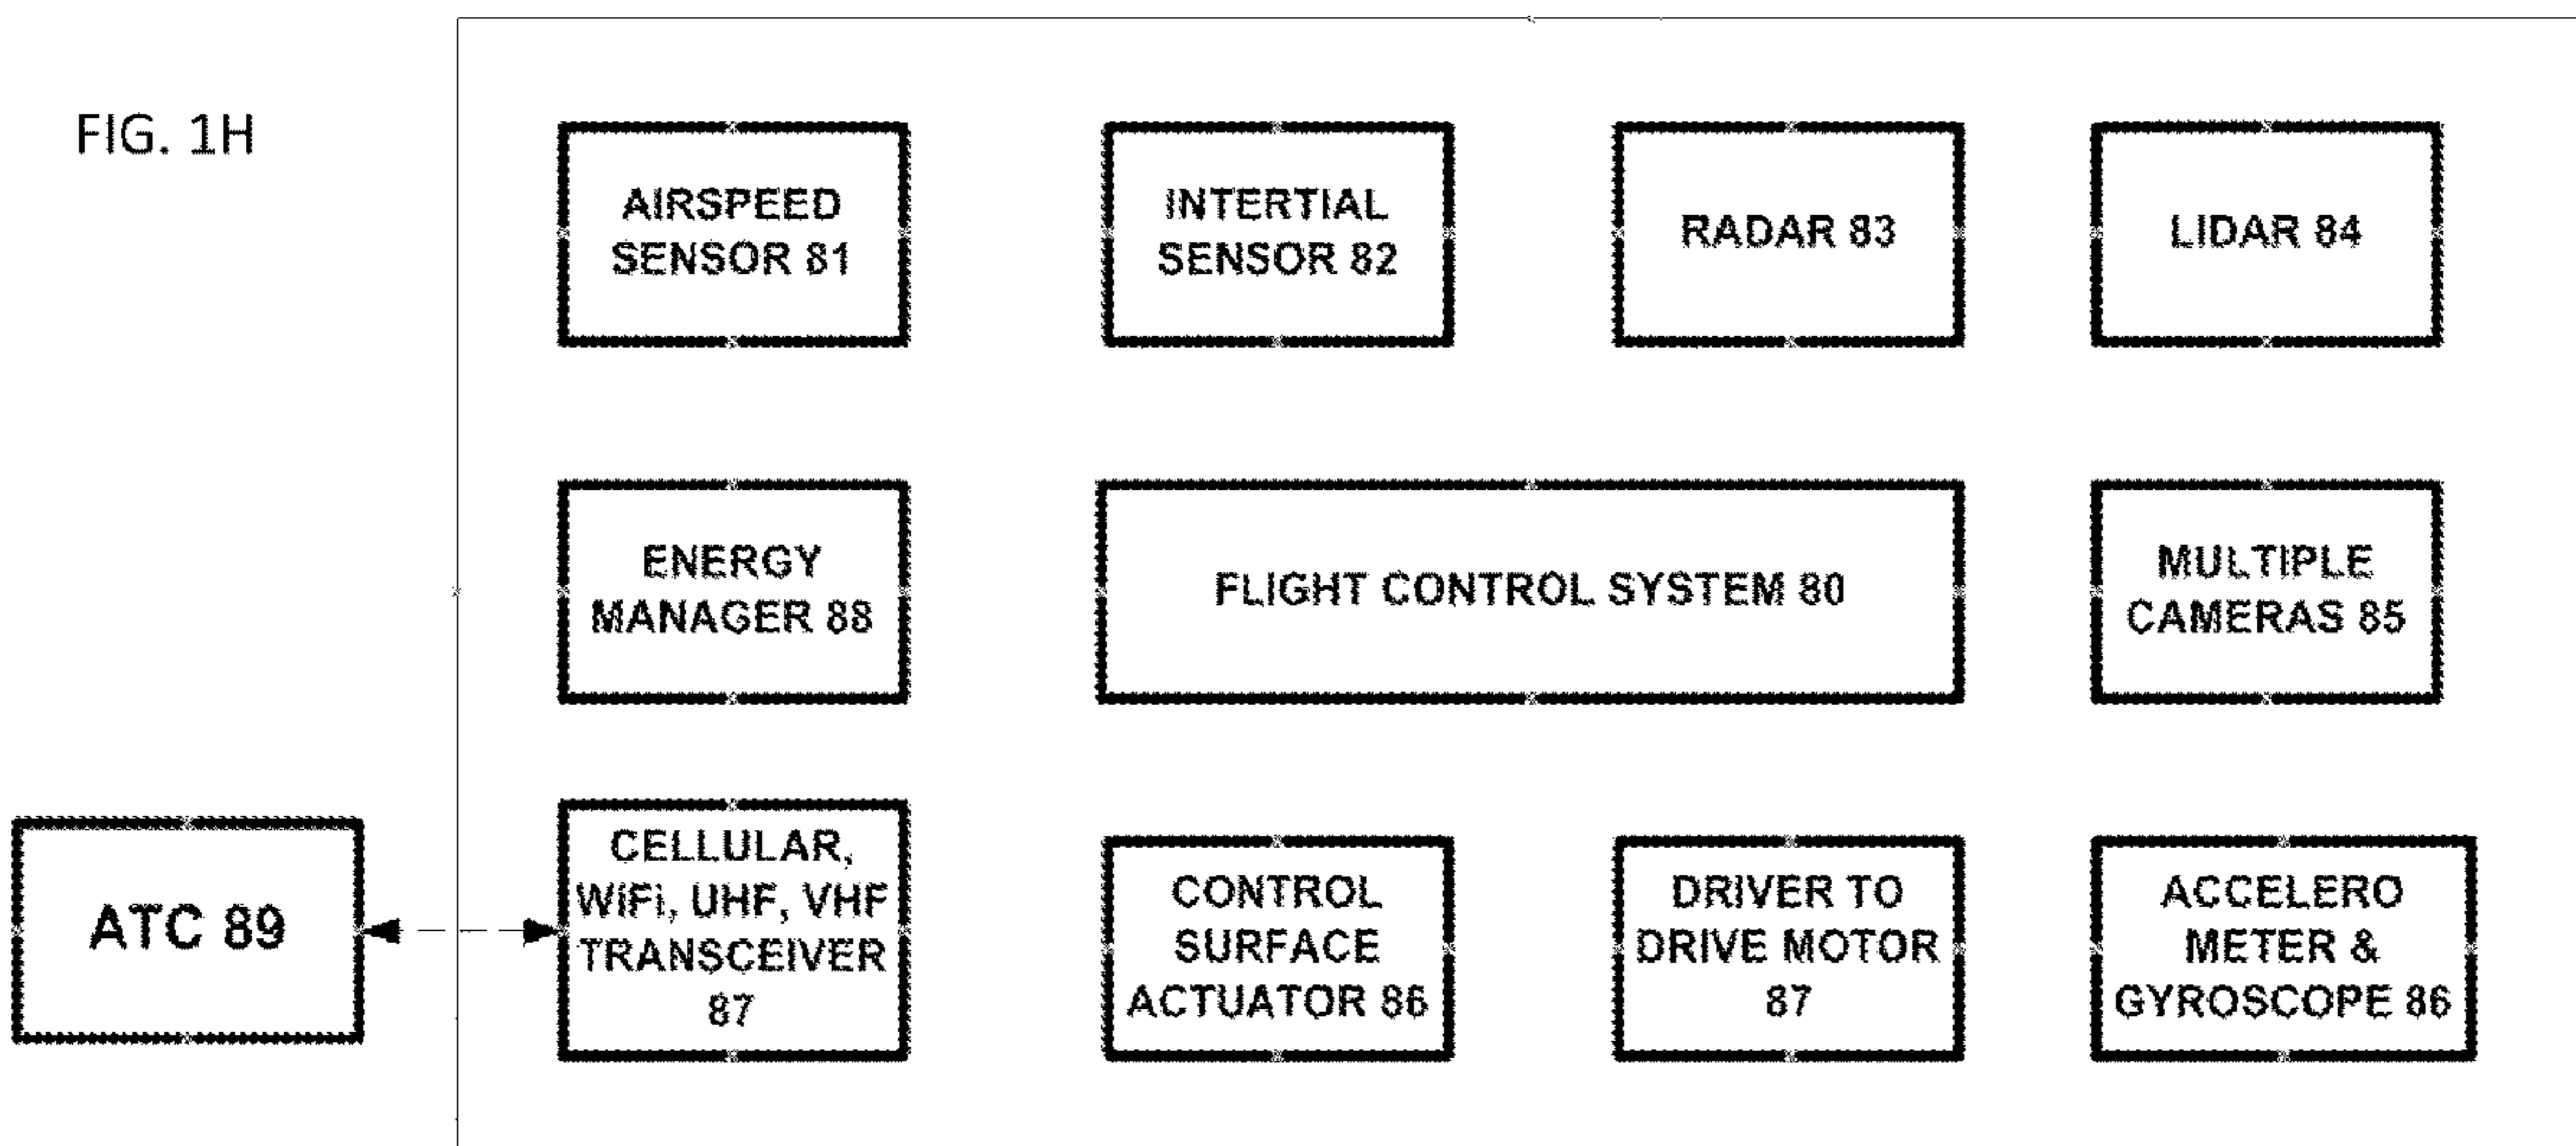 FIG. 1H
AIRSPEED
SENSOR 81
INTERTIAL
SENSOR 82
RADAR 83
LIDAR 84
ENERGY
MANAGER 88
FLIGHT CONTROL SYSTEM 80
MULTIPLE
CAMERAS 85
ATC 89
CELLULAR,
WiFi, UHF, VHF
TRANSCEIVER
87
CONTROL
SURFACE
ACTUATOR 86
DRIVER TO
DRIVE MOTOR
87
ACCELERO
METER &
GYROSCOPE 86